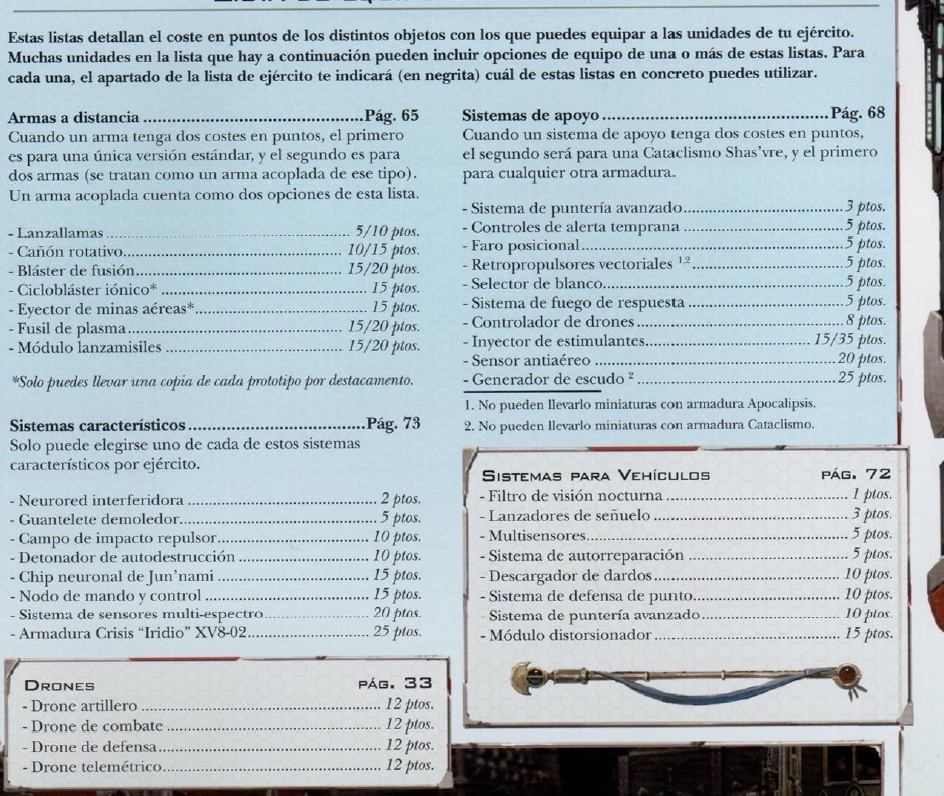 Estas listas detallan el coste en puntos de los distintos objetos con los que puedes equipar a las unidades de tu ejército.
Muchas unidades en la lista que hay a continuación pueden incluir opciones de equipo de una o más de estas listas. Para
cada una, el apartado de la lista de ejército te indicará (en negrita) cuál de estas listas en concreto puedes utilizar.
Armas a distancia ............................................Pág. 65
Cuando un arma tenga dos costes en puntos, el primero
es para una única versión estándar, y el segundo es para
dos armas (se tratan como un arma acoplada de ese tipo).
Un arma acoplada cuenta como dos opciones de esta lista.
- Lanzallamas ................................................ 5/10 ptos.
- Cañón rotativo............................................ 10/15 ptos.
- Bláster de fusión......................................... 15/20 ptos.
- Ciclobláster iónico* .......................................... 15 ptos.
- Eyector de minas aéreas*................................... 15 ptos.
- Fusil de plasma........................................... 15/20 ptos.
- Módulo lanzamisiles ................................... 15/20 ptos.
*Solo puedes llevar una copia de cada prototipo por destacamento.
Sistemas característicos...................................Pág. 73
Solo puede elegirse uno de cada de estos sistemas
característicos por ejército.
- Neurored interferidora ...................................... 2 ptos.
- Guantelete demoledor........................................ 5 ptos.
- Campo de impacto repulsor............................... 10 ptos.
- Detonador de autodestrucción ........................... 10 ptos.
- Chip neuronal de Jun'nami ............................... 15 ptos.
- Nodo de mando y control .................................. 15 ptos.
- Sistema de sensores multi-espectro..................... 20 ptos.
- Armadura Crisis "Iridio" XV8-02......................... 25 ptos.
Drones pág. 33
- Drone artillero ................................................ 12 ptos.
- Drone de combate ............................................ 12 ptos.
- Drone de defensa............................................. 12 ptos.
- Drone telemétrico............................................ 12 ptos.
Sistemas de apoyo .............................................Pág. 68
Cuando un sistema de apoyo tenga dos costes en puntos,
el segundo será para una Cataclismo Shas'vre, y el primero
para cualquier otra armadura.
- Sistema de puntería avanzado................................3 ptos.
- Controles de alerta temprana ................................5 ptos.
- Faro posicional ....................................................5 ptos.
- Retropropulsores vectoriales 1,2..............................5 ptos.
- Selector de blanco................................................5 ptos.
- Sistema de fuego de respuesta ...............................5 ptos.
- Controlador de drones .........................................8 ptos.
- Inyector de estimulantes................................. 15/35 ptos.
- Sensor antiaéreo ................................................20 ptos.
- Generador de escudo 2 ........................................25 ptos.
1. No pueden llevarlo miniaturas con armadura Apocalipsis.
2. No pueden llevarlo miniaturas con armadura Cataclismo.
Sistemas para Vehículos pág. 72
- Filtro de visión nocturna ..................................... 1 ptos.
- Lanzadores de señuelo ....................................... 3 ptos.
- Multisensores.................................................... 5 ptos.
- Sistema de autorreparación ................................. 5 ptos.
- Descargador de dardos....................................... 10 ptos.
- Sistema de defensa de punto...............................10 ptos.
Sistema de puntería avanzado............................ 10 ptos.
- Módulo distorsionador ...................................... 15 ptos.